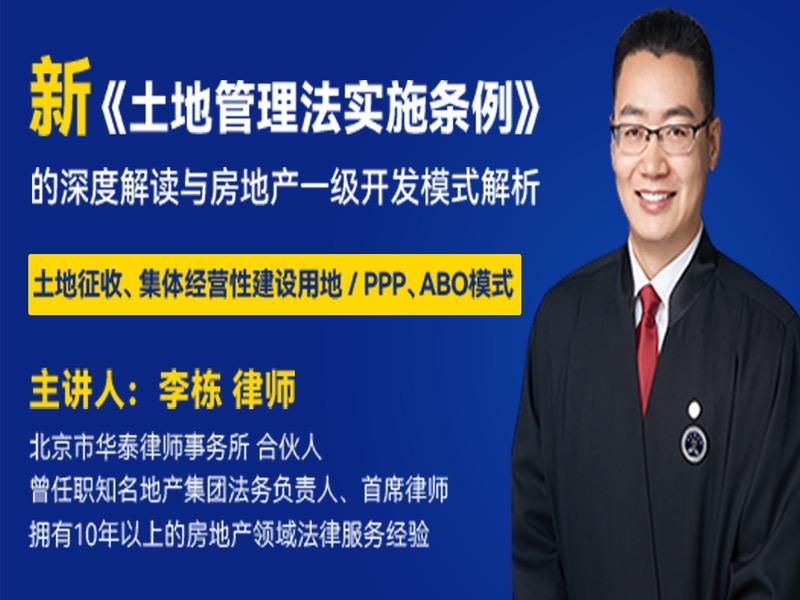 新《土地管理法实施条例》
的深度解读与房地产一级开发模式解析
土地征收、集体经营性建设用地 / PPP、ABO模式
主讲人：李栋 律师
北京市华泰律师事务所 合伙人
曾任职知名地产集团法务负责人、首席律师
拥有10年以上的房地产领域法律服务经验